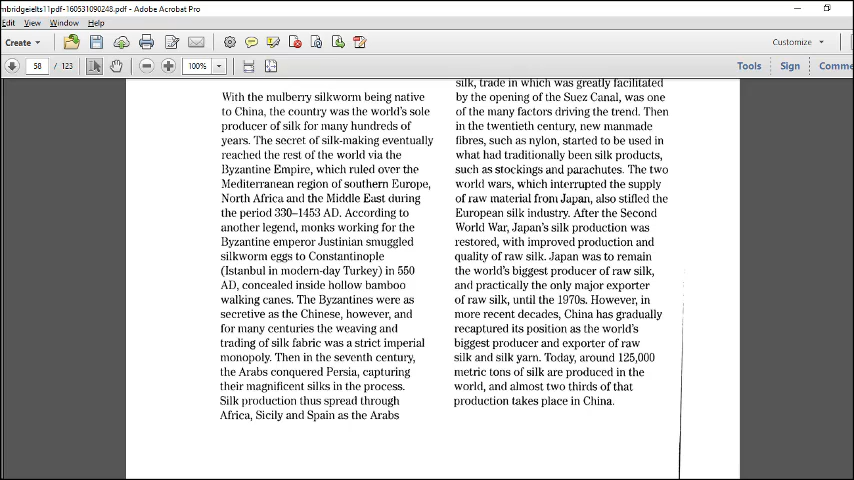 mbridgeielts11pdf-160531090248.pdf - Adobe Acrobat Pro
Edit View Window Help
Create
Customize
58 / 123
100%
Tools Sign Comme
With the mulberry silkworm being native
to China, the country was the world's sole
producer of silk for many hundreds of
years. The secret of silk-making eventually
reached the rest of the world via the
Byzantine Empire, which ruled over the
Mediterranean region of southern Europe,
North Africa and the Middle East during
the period 330–1453 AD. According to
another legend, monks working for the
Byzantine emperor Justinian smuggled
silkworm eggs to Constantinople
(Istanbul in modern-day Turkey) in 550
AD, concealed inside hollow bamboo
walking canes. The Byzantines were as
secretive as the Chinese, however, and
for many centuries the weaving and
trading of silk fabric was a strict imperial
monopoly. Then in the seventh century,
the Arabs conquered Persia, capturing
their magnificent silks in the process.
Silk production thus spread through
Africa, Sicily and Spain as the Arabs
silk, trade in which was greatly facilitated
by the opening of the Suez Canal, was one
of the many factors driving the trend. Then
in the twentieth century, new manmade
fibres, such as nylon, started to be used in
what had traditionally been silk products,
such as stockings and parachutes. The two
world wars, which interrupted the supply
of raw material from Japan, also stifled the
European silk industry. After the Second
World War, Japan's silk production was
restored, with improved production and
quality of raw silk. Japan was to remain
the world's biggest producer of raw silk,
and practically the only major exporter
of raw silk, until the 1970s. However, in
more recent decades, China has gradually
recaptured its position as the world's
biggest producer and exporter of raw
silk and silk yarn. Today, around 125,000
metric tons of silk are produced in the
world, and almost two thirds of that
production takes place in China.